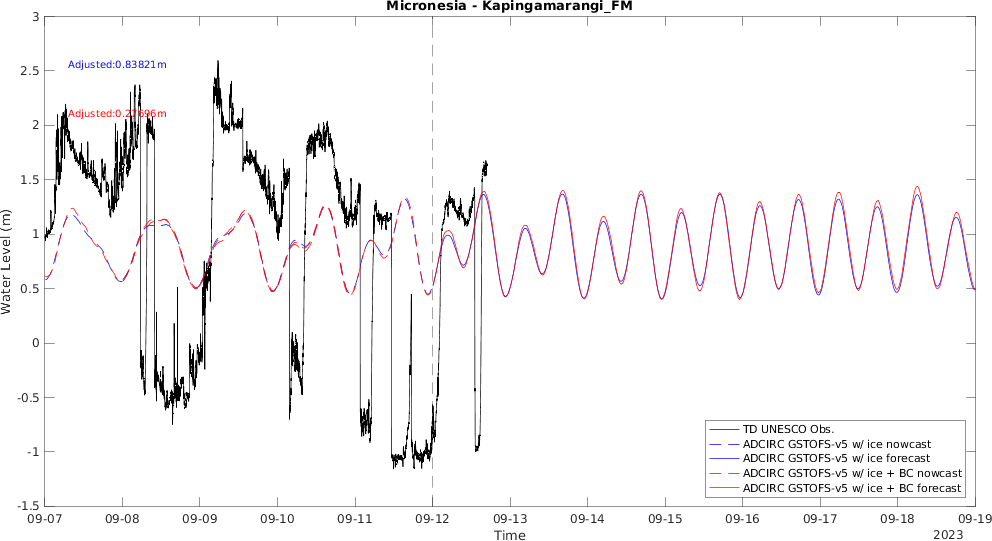 Micronesia - Kapingamarangi_FM
3
2.5
2
1.5
1
0.5
0
-0.5
-1
-1.5
Water Level (m)
Adjusted:0.83821m
Adjusted:0.27696m
TD UNESCO Obs.
ADCIRC GSTOFS-v5 w/ ice nowcast
ADCIRC GSTOFS-v5 w/ ice forecast
ADCIRC GSTOFS-v5 w/ ice + BC nowcast
ADCIRC GSTOFS-v5 w/ ice + BC forecast
09-07 09-08 09-09 09-10 09-11 09-12 09-13 09-14 09-15 09-16 09-17 09-18 09-19
Time
2023